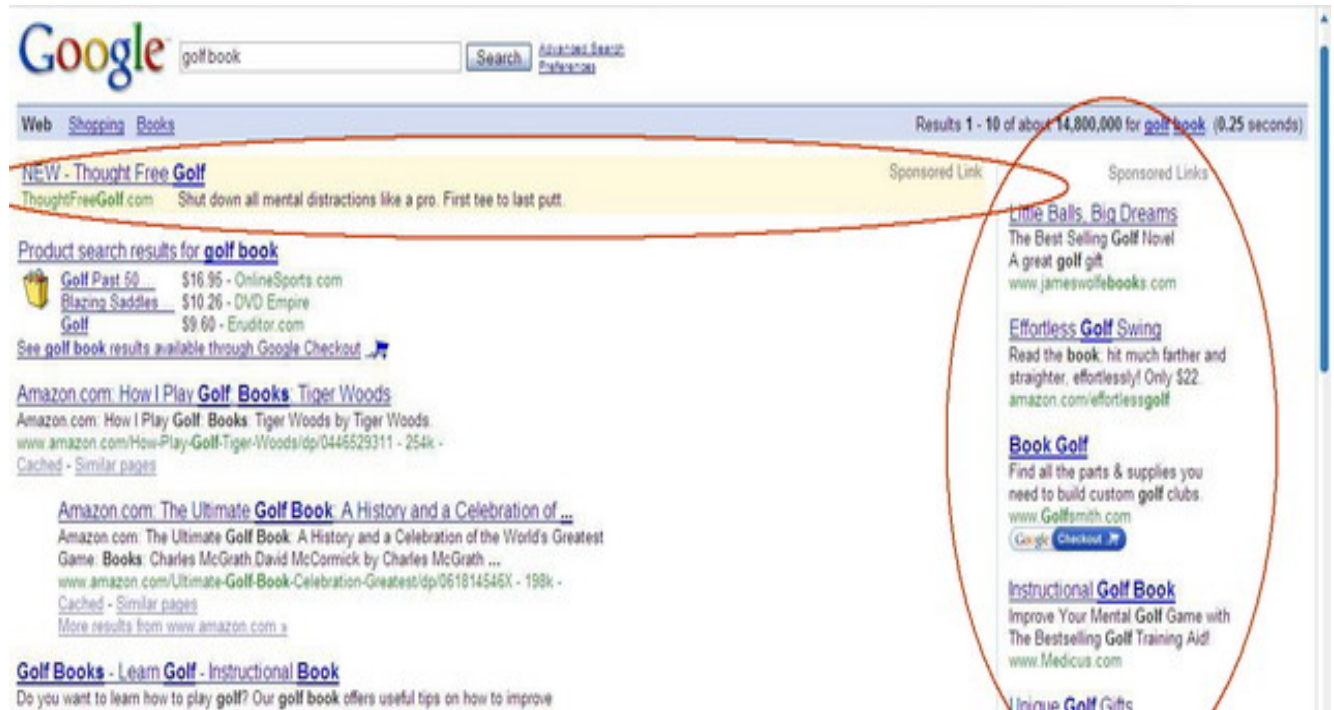 Google
golf book
Search
Advanced Search
Preferences
Web Shopping Books
Results 1 - 10 of about 14,800,000 for golf book (0.25 seconds)
NEW - Thought Free Golf
Sponsored Link
ThoughtFreeGolf.com Shut down all mental distractions like a pro. First tee to last putt.
Product search results for golf book
Golf Past 50 ... $16.95 - OnlineSports.com
Blazing Saddles ... $10.26 - DVD Empire
Golf $9.60 - Eruditor.com
See golf book results available through Google Checkout
Amazon.com: How I Play Golf: Books: Tiger Woods
Amazon.com: How I Play Golf: Books: Tiger Woods by Tiger Woods.
www.amazon.com/How-Play-Golf-Tiger-Woods/dp/0446529311 - 254k -
Cached - Similar pages
Amazon.com: The Ultimate Golf Book: A History and a Celebration of ...
Amazon.com: The Ultimate Golf Book: A History and a Celebration of the World's Greatest
Game: Books: Charles McGrath,David McCormick by Charles McGrath ...
www.amazon.com/Ultimate-Golf-Book-Celebration-Greatest/dp/061814546X - 198k -
Cached - Similar pages
More results from www.amazon.com »
Golf Books - Learn Golf - Instructional Book
Do you want to learn how to play golf? Our golf book offers useful tips on how to improve
Sponsored Links
Little Balls, Big Dreams
The Best Selling Golf Novel
A great golf gift
www.jameswolfebooks.com
Effortless Golf Swing
Read the book, hit much farther and
straighter, effortlessly! Only $22.
amazon.com/effortlessgolf
Book Golf
Find all the parts & supplies you
need to build custom golf clubs.
www.Golfsmith.com
Google Checkout
Instructional Golf Book
Improve Your Mental Golf Game with
The Bestselling Golf Training Aid!
www.Medicus.com
Unique Golf Gifts